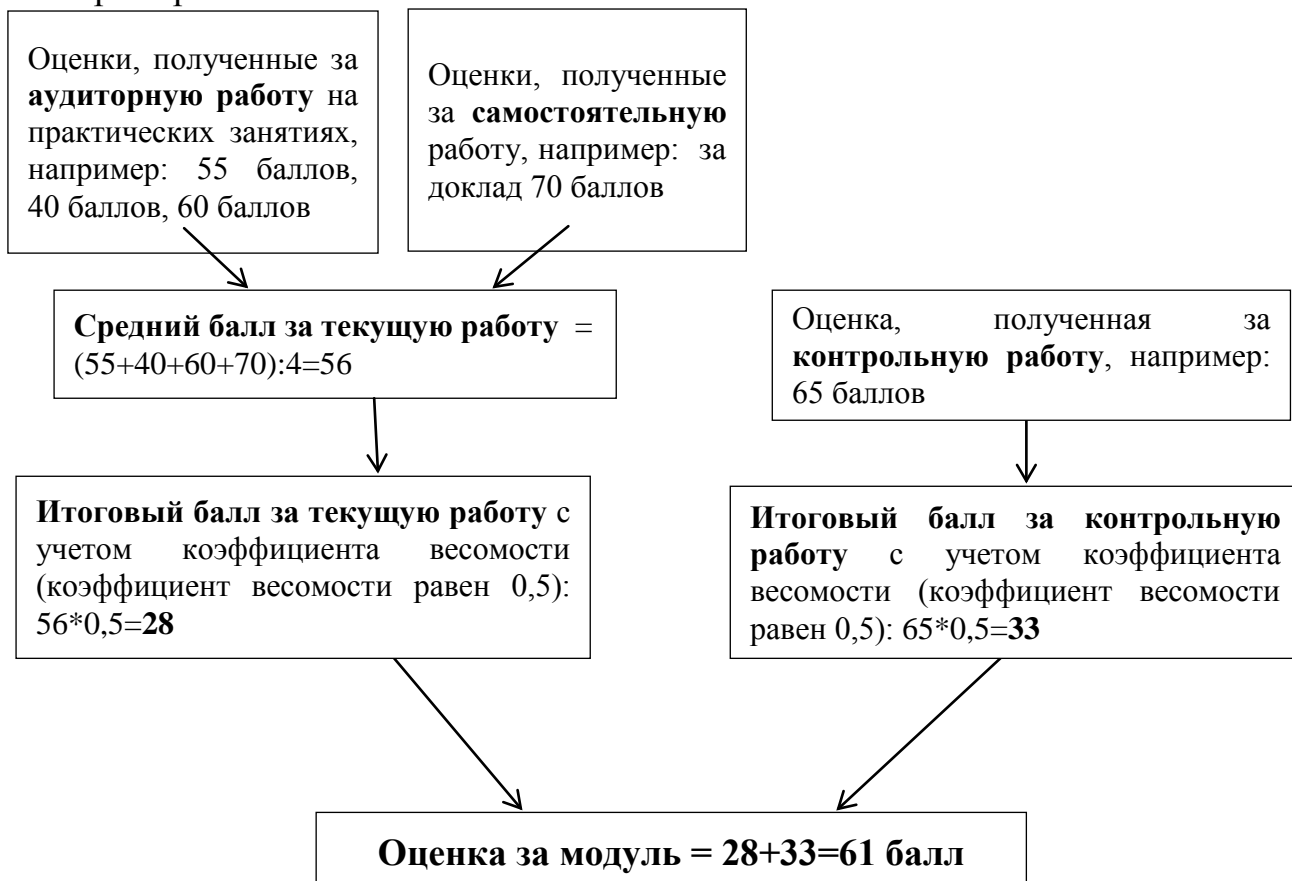 Оценки, полученные за
аудиторную работу на
практических занятиях,
например: 55 баллов,
40 баллов, 60 баллов
Оценки, полученные
за самостоятельную
работу, например: за
доклад 70 баллов
Средний балл за текущую работу =
(55+40+60+70):4=56
Оценка, полученная за
контрольную работу, например:
65 баллов
Итоговый балл за текущую работу с
учетом коэффициента весомости
(коэффициент весомости равен 0,5):
56*0,5=28
Итоговый балл за контрольную
работу с учетом коэффициента
весомости (коэффициент весомости
равен 0,5): 65*0,5=33
Оценка за модуль = 28+33=61 балл